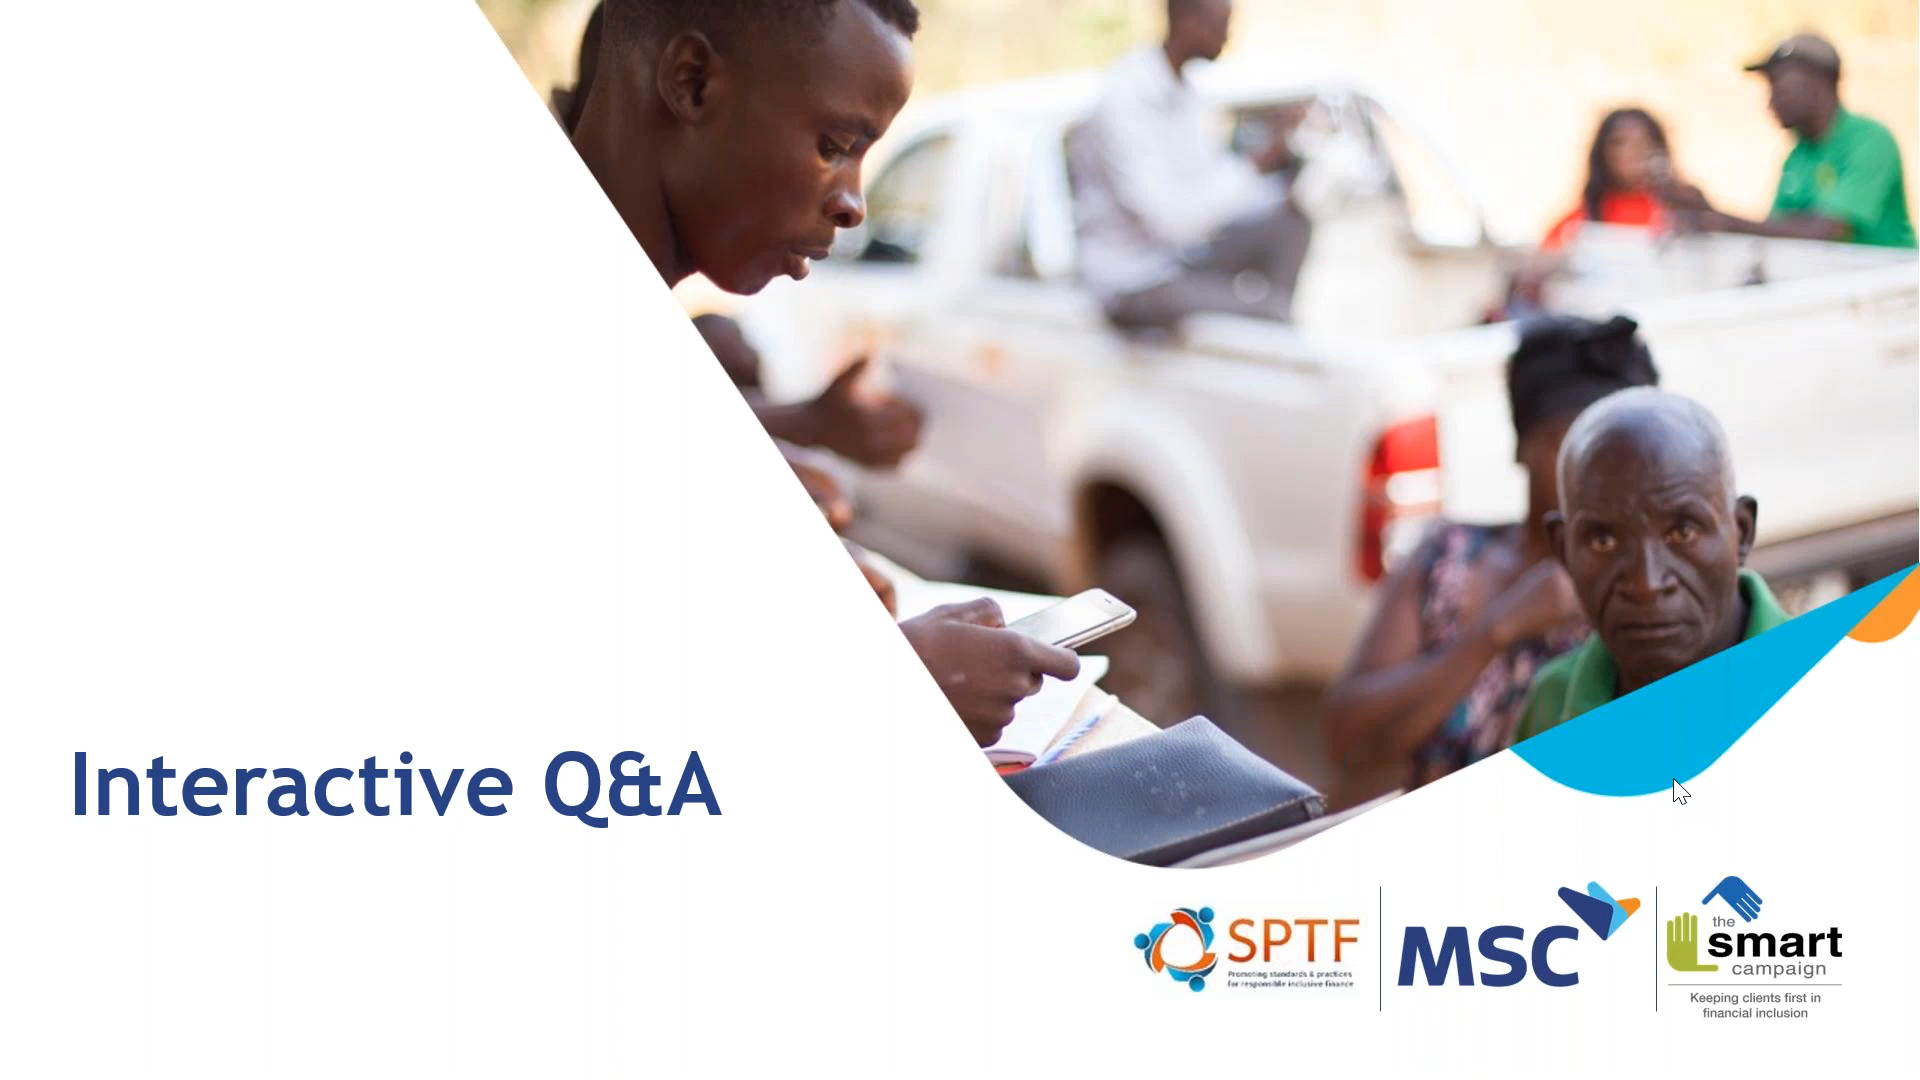 Interactive Q&A
SPTF
Promoting standards & practices
for responsible inclusive finance
MSC
the
smart
campaign
Keeping clients first in
financial inclusion